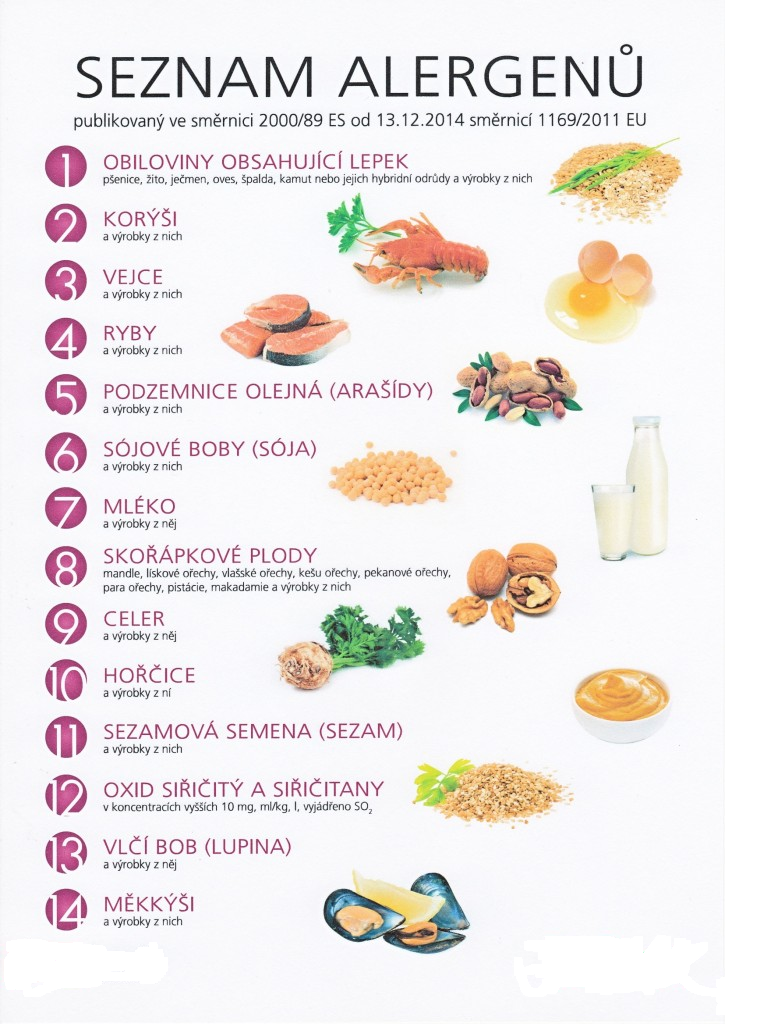 SEZNAM ALERGENŮ
publikovaný ve směrnici 2000/89 ES od 13.12.2014 směrnicí 1169/2011 EU
1 OBILOVINY OBSAHUJÍCÍ LEPEK
pšenice, žito, ječmen, oves, špalda, kamut nebo jejich hybridní odrůdy a výrobky z nich
2 KORÝŠI
a výrobky z nich
3 VEJCE
a výrobky z nich
4 RYBY
a výrobky z nich
5 PODZEMNICE OLEJNÁ (ARAŠÍDY)
a výrobky z nich
6 SÓJOVÉ BOBY (SÓJA)
a výrobky z nich
7 MLÉKO
a výrobky z něj
8 SKOŘÁPKOVÉ PLODY
mandle, lískové ořechy, vlašské ořechy, kešu ořechy, pekanové ořechy,
para ořechy, pistácie, makadamie a výrobky z nich
9 CELER
a výrobky z něj
10 HOŘČICE
a výrobky z ní
11 SEZAMOVÁ SEMENA (SEZAM)
a výrobky z nich
12 OXID SIŘIČITÝ A SIŘIČITANY
v koncentracích vyšších 10 mg, ml/kg, l, vyjádřeno SO₂
13 VLČÍ BOB (LUPINA)
a výrobky z něj
14 MĚKKÝŠI
a výrobky z nich